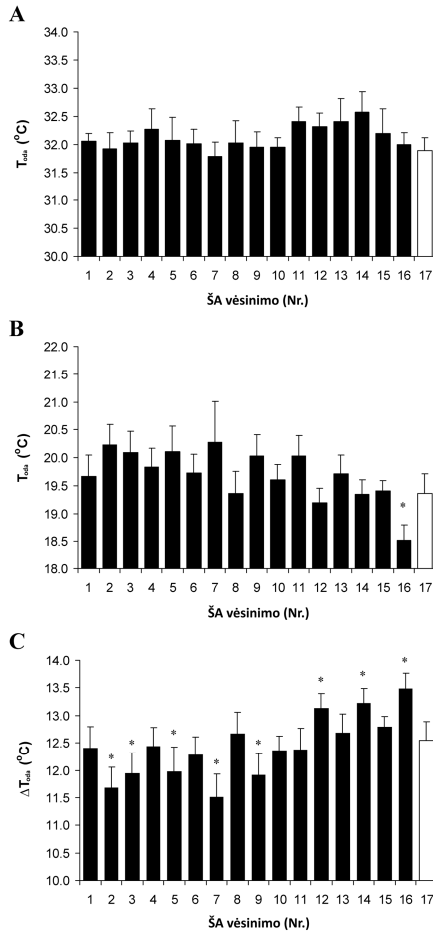 A
34.0
33.5
33.0
32.5
32.0
31.5
31.0
30.5
30.0
Tₒda (°C)
1 2 3 4 5 6 7 8 9 10 11 12 13 14 15 16 17
ŠA vėsinimo (Nr.)
B
22.0
21.5
21.0
20.5
20.0
19.5
19.0
18.5
18.0
Tₒda (°C)
*
1 2 3 4 5 6 7 8 9 10 11 12 13 14 15 16 17
ŠA vėsinimo (Nr.)
C
14.0
13.5
13.0
12.5
12.0
11.5
11.0
10.5
10.0
ΔTₒda (°C)
* * * * * * * *
1 2 3 4 5 6 7 8 9 10 11 12 13 14 15 16 17
ŠA vėsinimo (Nr.)